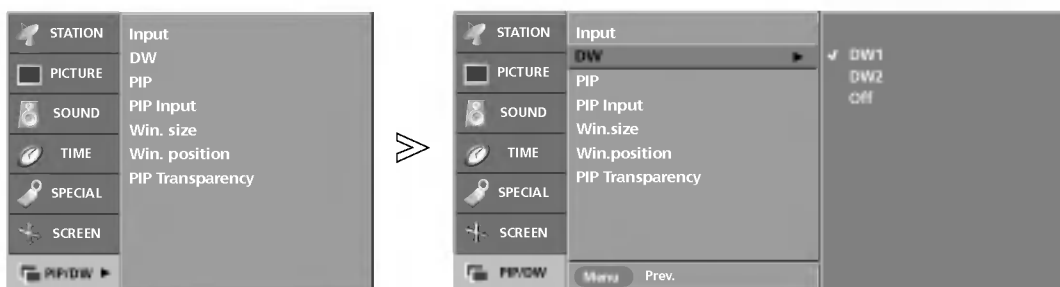 STATION
PICTURE
SOUND
TIME
SPECIAL
SCREEN
PIP/DW
Input
DW
PIP
PIP Input
Win. size
Win. position
PIP Transparency
STATION
PICTURE
SOUND
TIME
SPECIAL
SCREEN
PIP/DW
Input
DW
PIP
PIP Input
Win.size
Win.position
PIP Transparency
Menu Prev.
DW1
DW2
Off